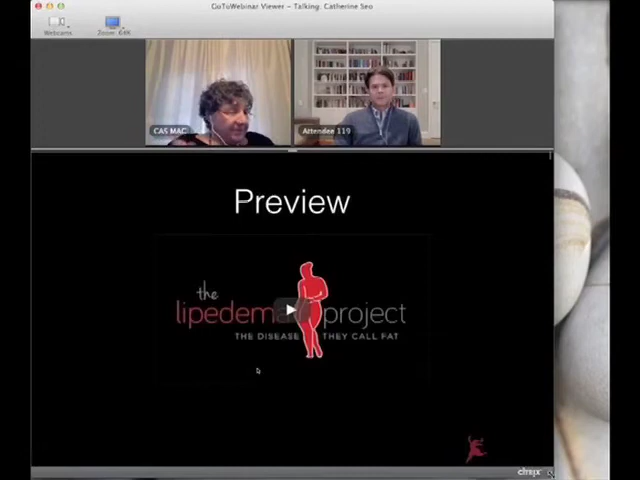 GoToWebinar Viewer - Talking: Catherine Seo
Webcams
Zoom: 64%
CAS MAC
Attendee 119
Preview
the
lipedema project
THE DISEASE THEY CALL FAT
citrix